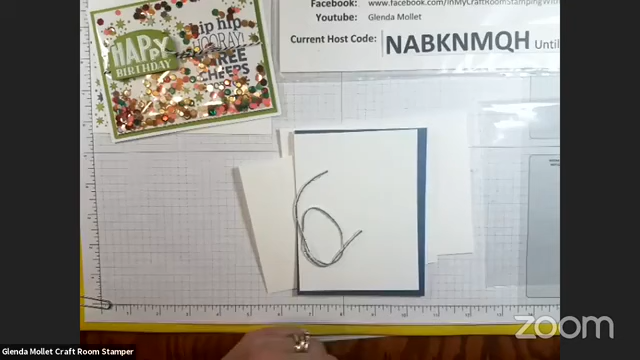 Facebook: www.facebook.com/InMyCraftRoomStampingWith
Youtube: Glenda Mollet
Current Host Code: NABKNMQH Until
HAPPY
BIRTHDAY
hip hip
HOORAY!
THREE
CHEERS
zoom
Glenda Mollet Craft Room Stamper